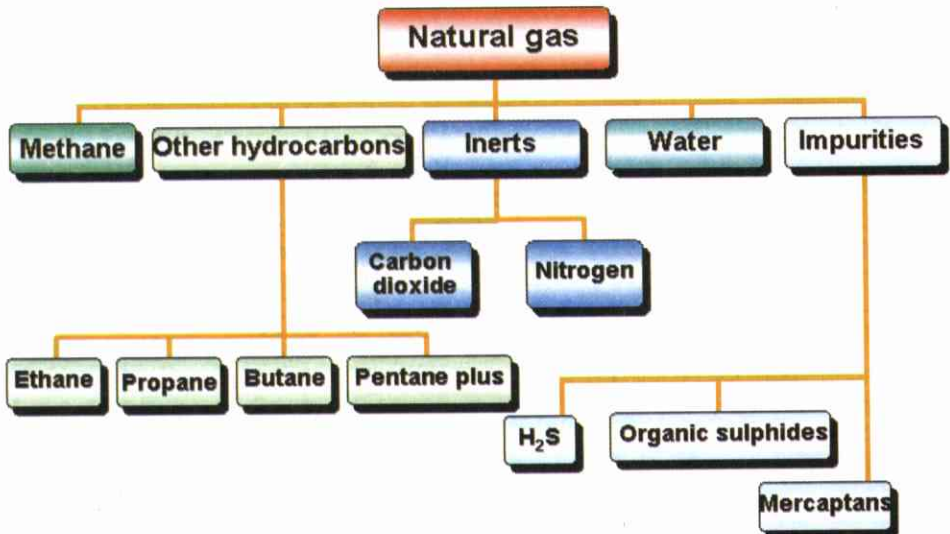 Natural gas
Methane
Other hydrocarbons
Inerts
Water
Impurities
Carbon
dioxide
Nitrogen
Ethane
Propane
Butane
Pentane plus
H₂S
Organic sulphides
Mercaptans